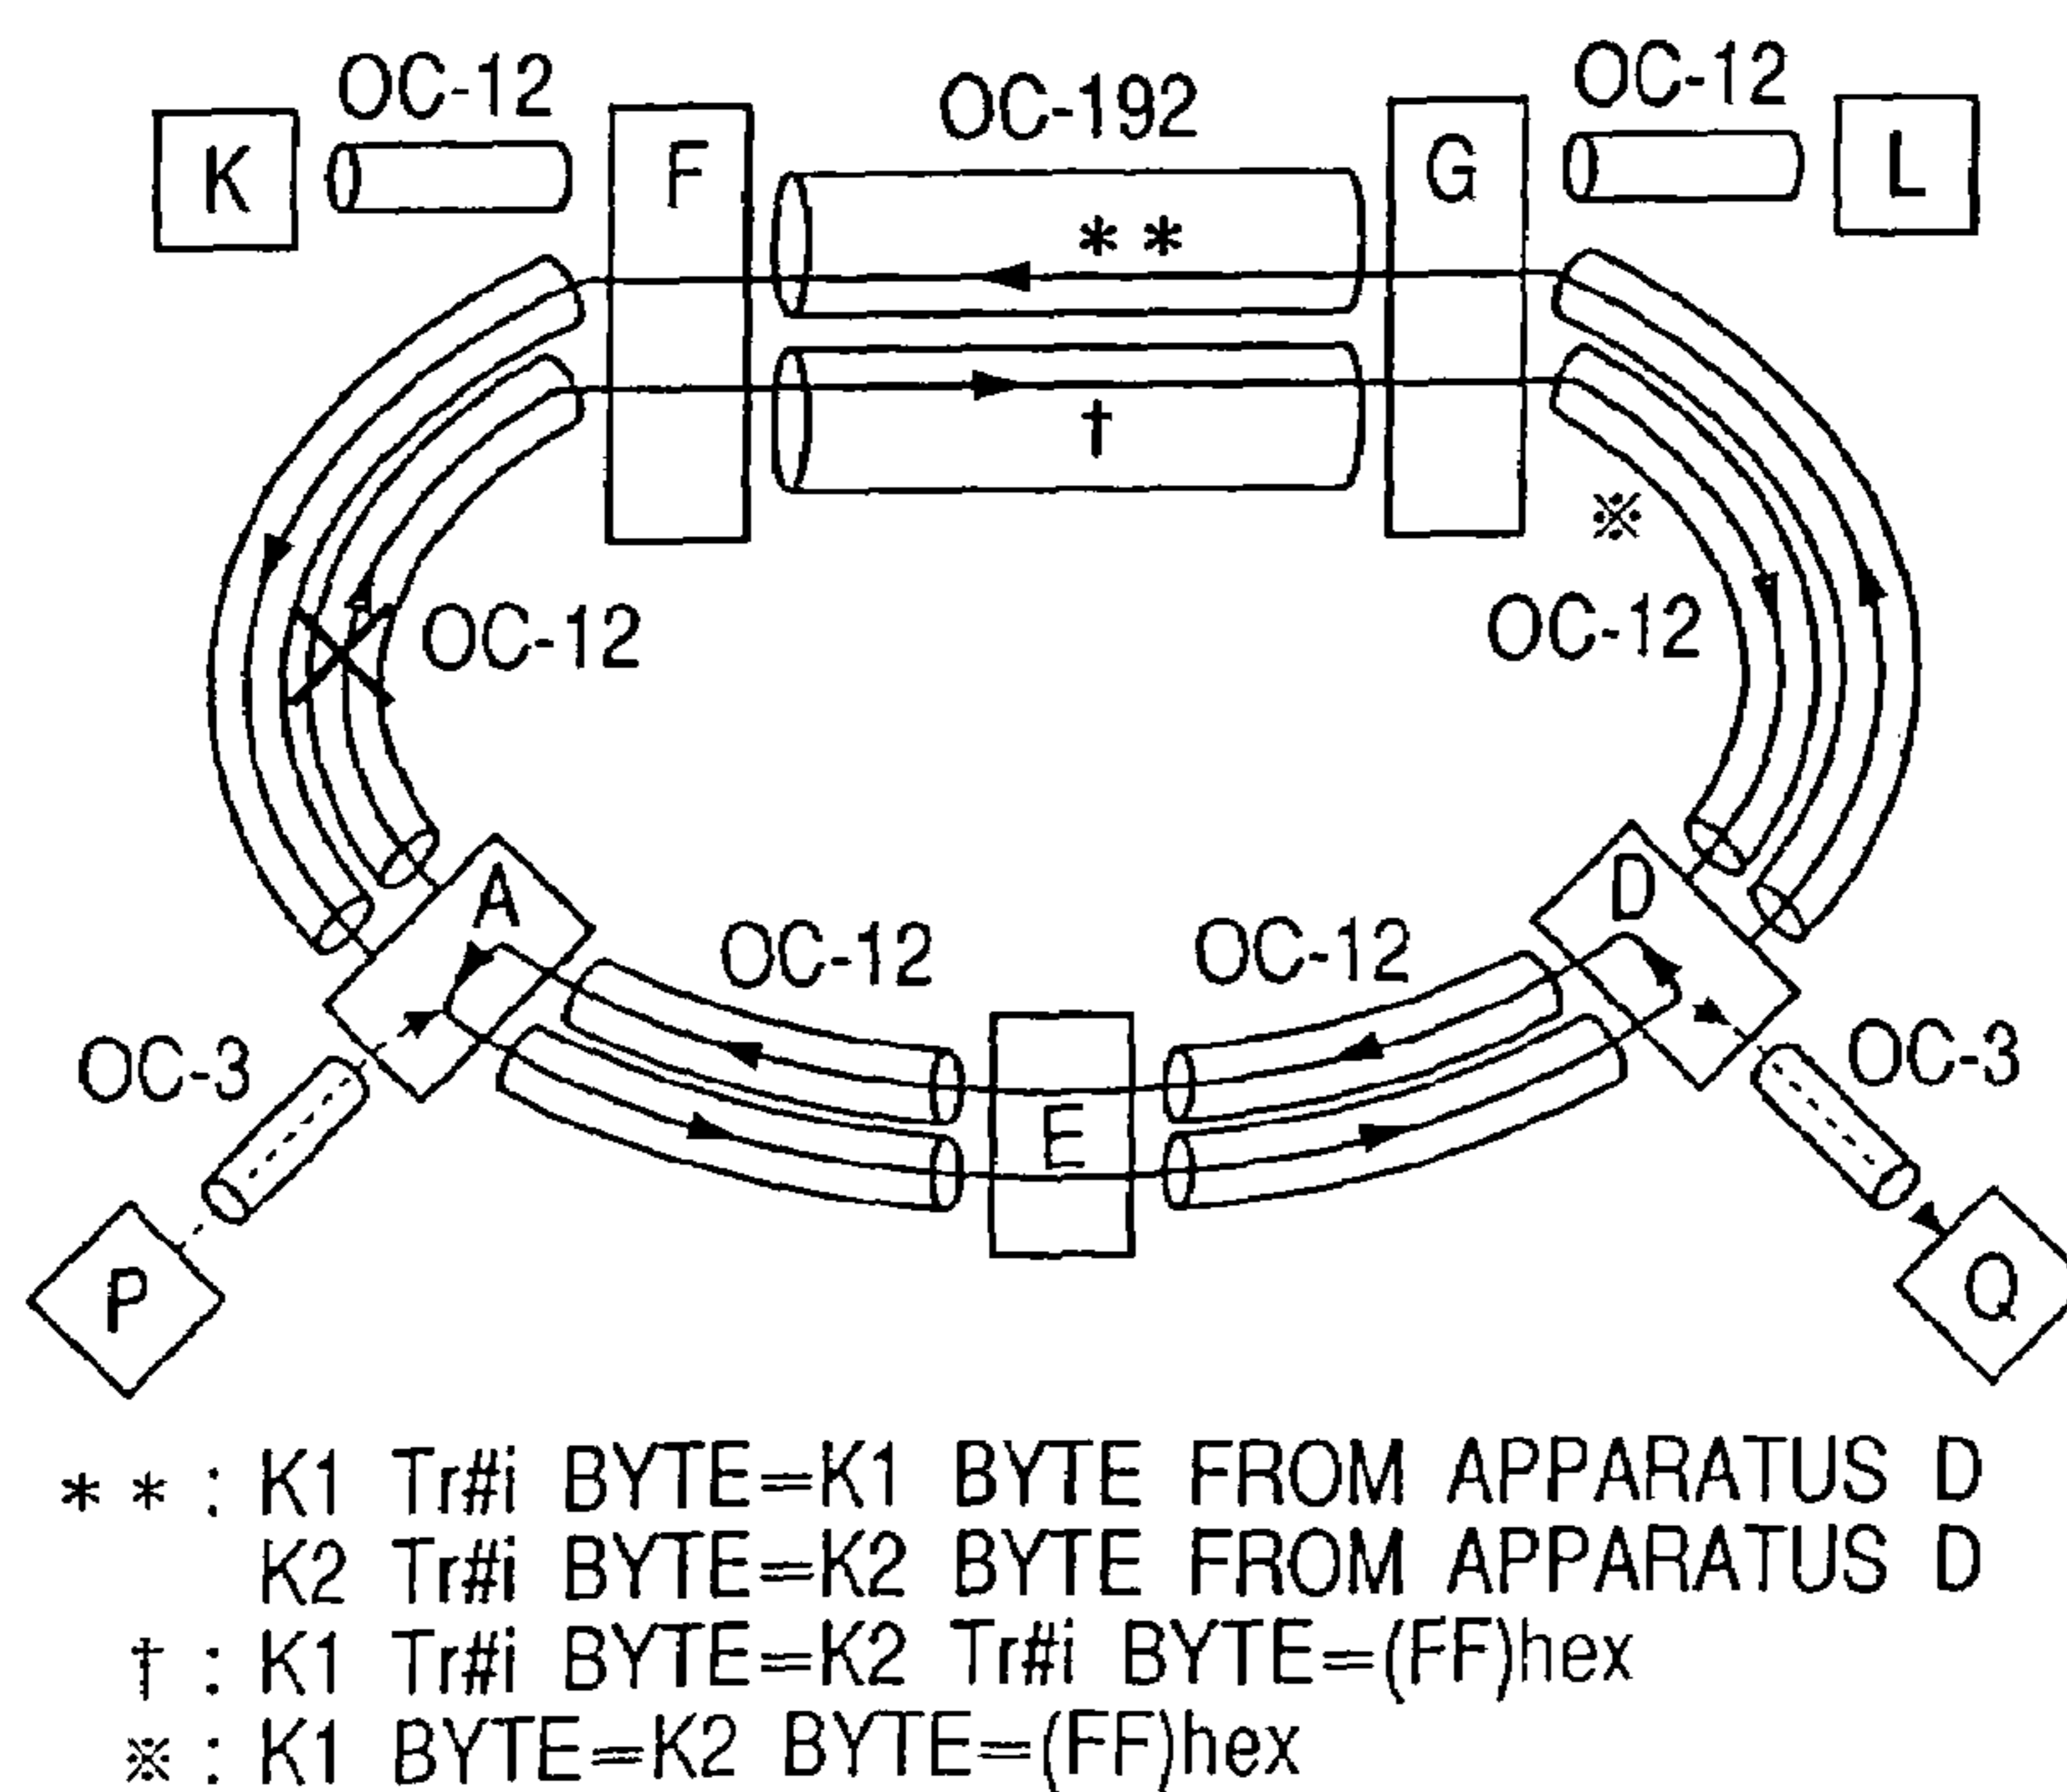 OC-12
OC-192
OC-12
K
F
G
L
* *
†
※
OC-12
OC-12
A
D
OC-12
OC-12
OC-3
OC-3
E
P
Q
* * : K1 Tr#i BYTE=K1 BYTE FROM APPARATUS D
K2 Tr#i BYTE=K2 BYTE FROM APPARATUS D
† : K1 Tr#i BYTE=K2 Tr#i BYTE=(FF)hex
※ : K1 BYTE=K2 BYTE=(FF)hex